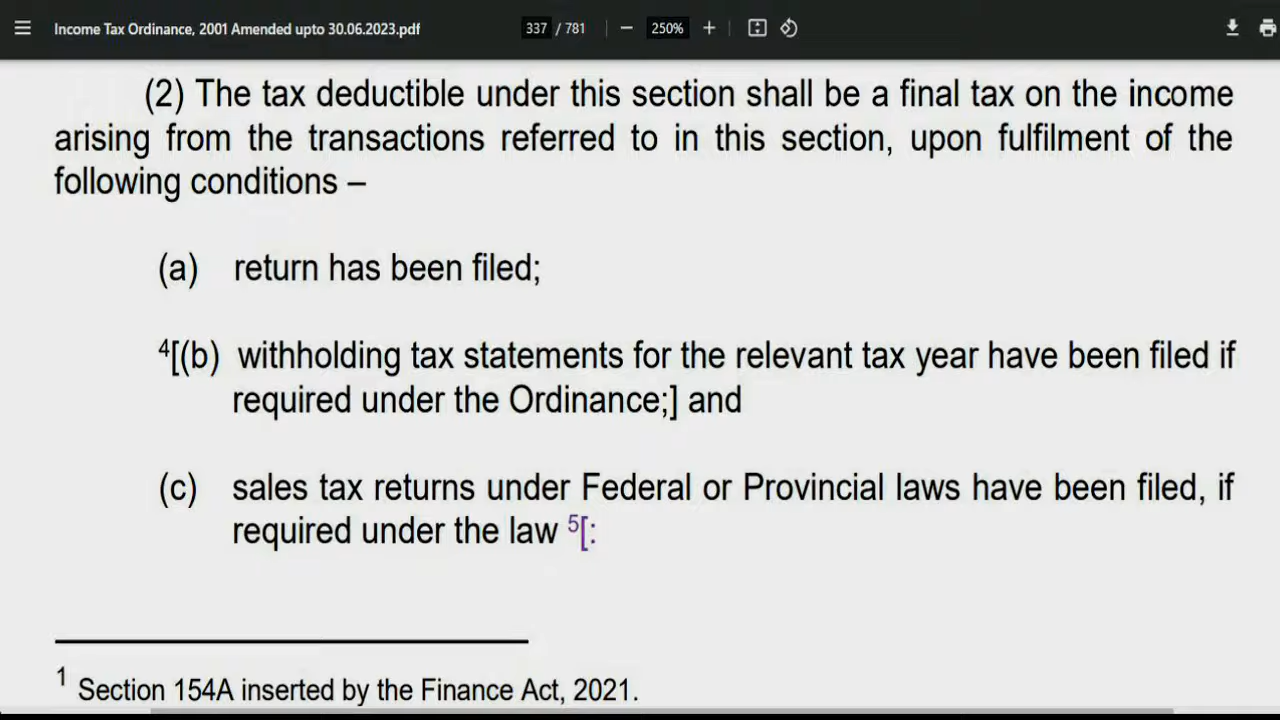 Income Tax Ordinance, 2001 Amended upto 30.06.2023.pdf 337 / 781 − 250% +
(2) The tax deductible under this section shall be a final tax on the income
arising from the transactions referred to in this section, upon fulfilment of the
following conditions –
(a) return has been filed;
4[(b) withholding tax statements for the relevant tax year have been filed if
required under the Ordinance;] and
(c) sales tax returns under Federal or Provincial laws have been filed, if
required under the law 5[:
1 Section 154A inserted by the Finance Act, 2021.